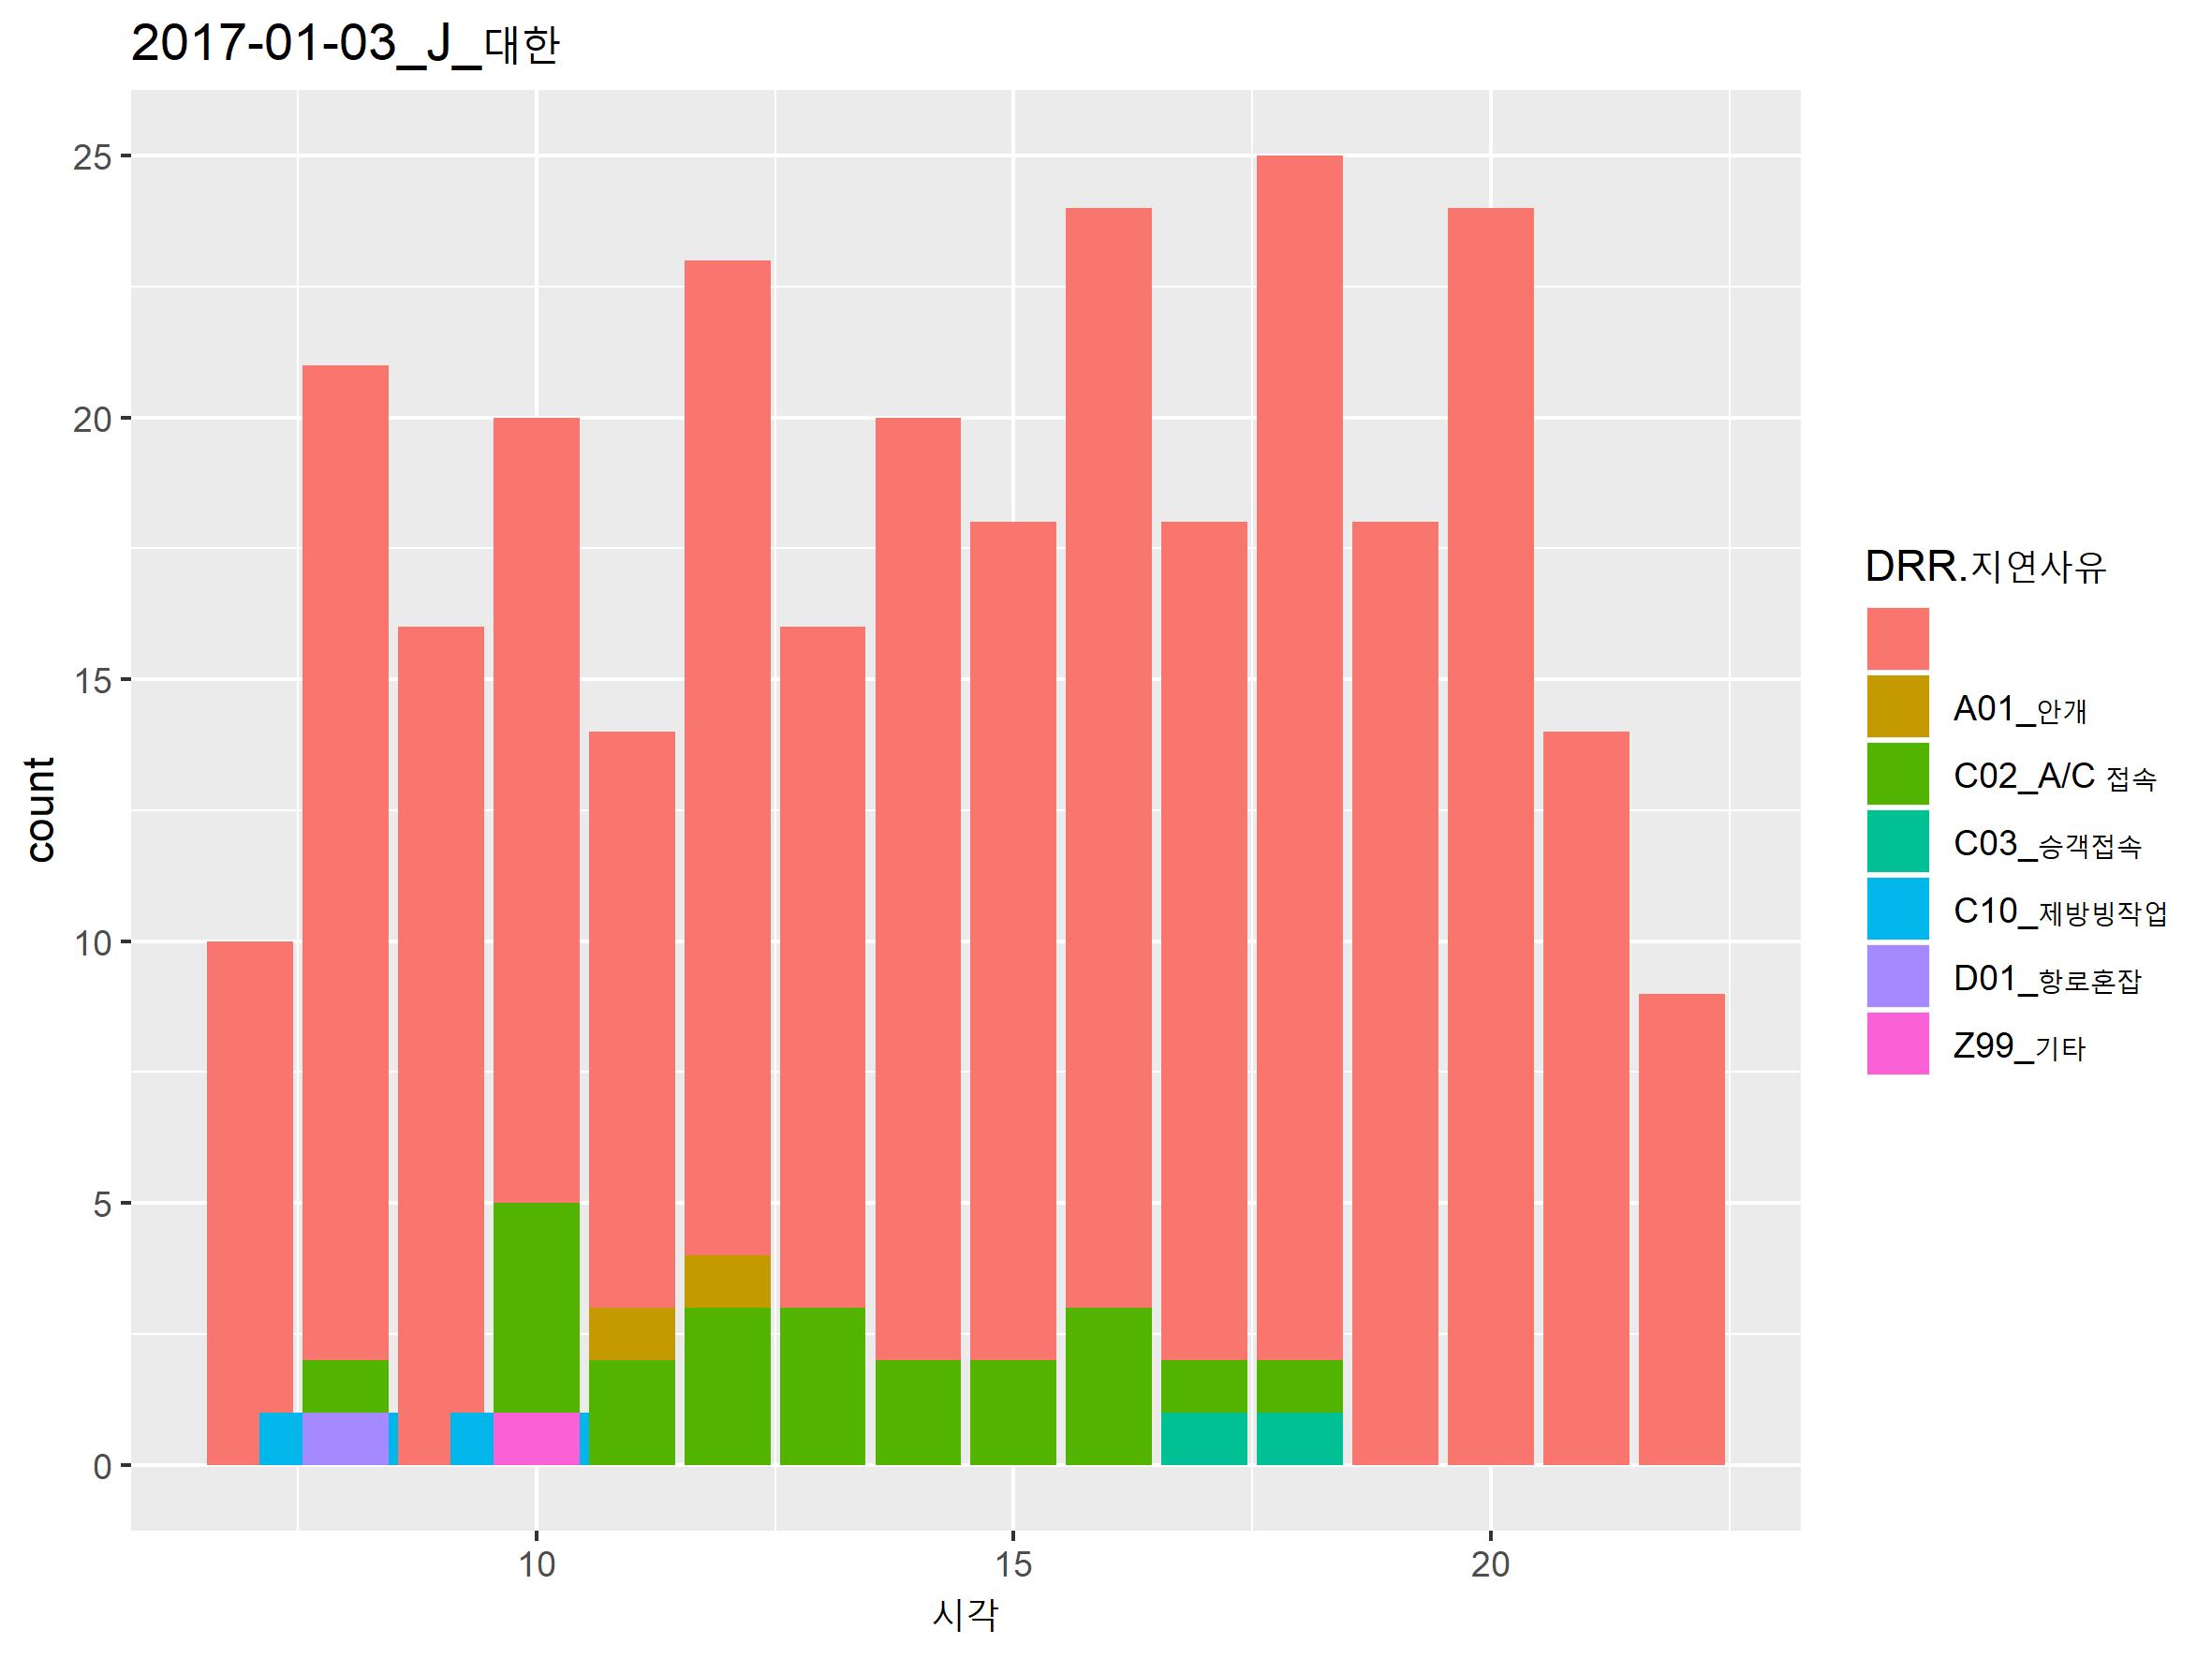 2017-01-03_J_대한
25
20
15
10
5
0
count
10
15
20
시각
DRR.지연사유
A01_안개
C02_A/C 접속
C03_승객접속
C10_제방빙작업
D01_항로혼잡
Z99_기타